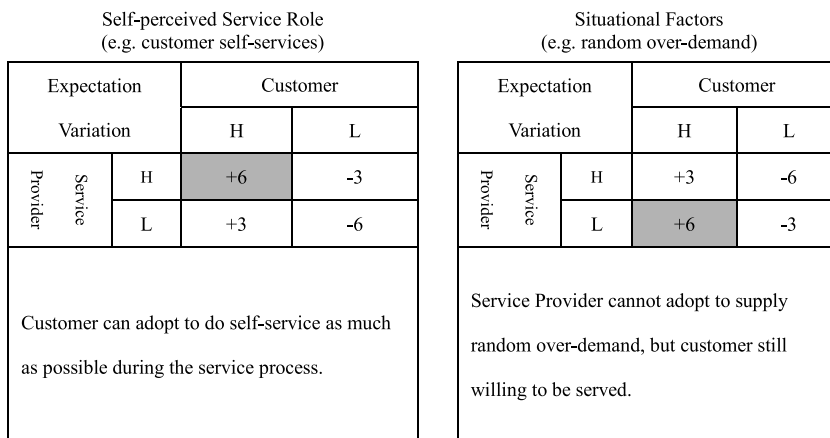 Self-perceived Service Role
(e.g. customer self-services)
Expectation Customer
Variation H L
Service Provider H +6 -3
L +3 -6
Customer can adopt to do self-service as much
as possible during the service process.
Situational Factors
(e.g. random over-demand)
Expectation Customer
Variation H L
Service Provider H +3 -6
L +6 -3
Service Provider cannot adopt to supply
random over-demand, but customer still
willing to be served.